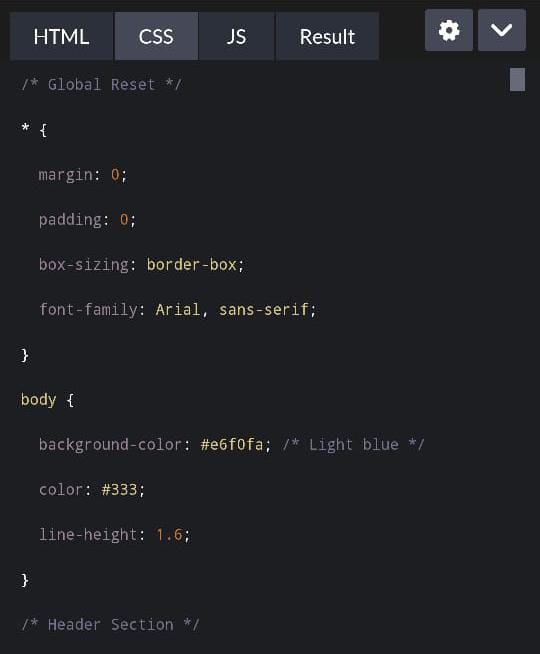 HTML CSS JS Result
/* Global Reset */
* {
margin: 0;
padding: 0;
box-sizing: border-box;
font-family: Arial, sans-serif;
}
body {
background-color: #e6f0fa; /* Light blue */
color: #333;
line-height: 1.6;
}
/* Header Section */